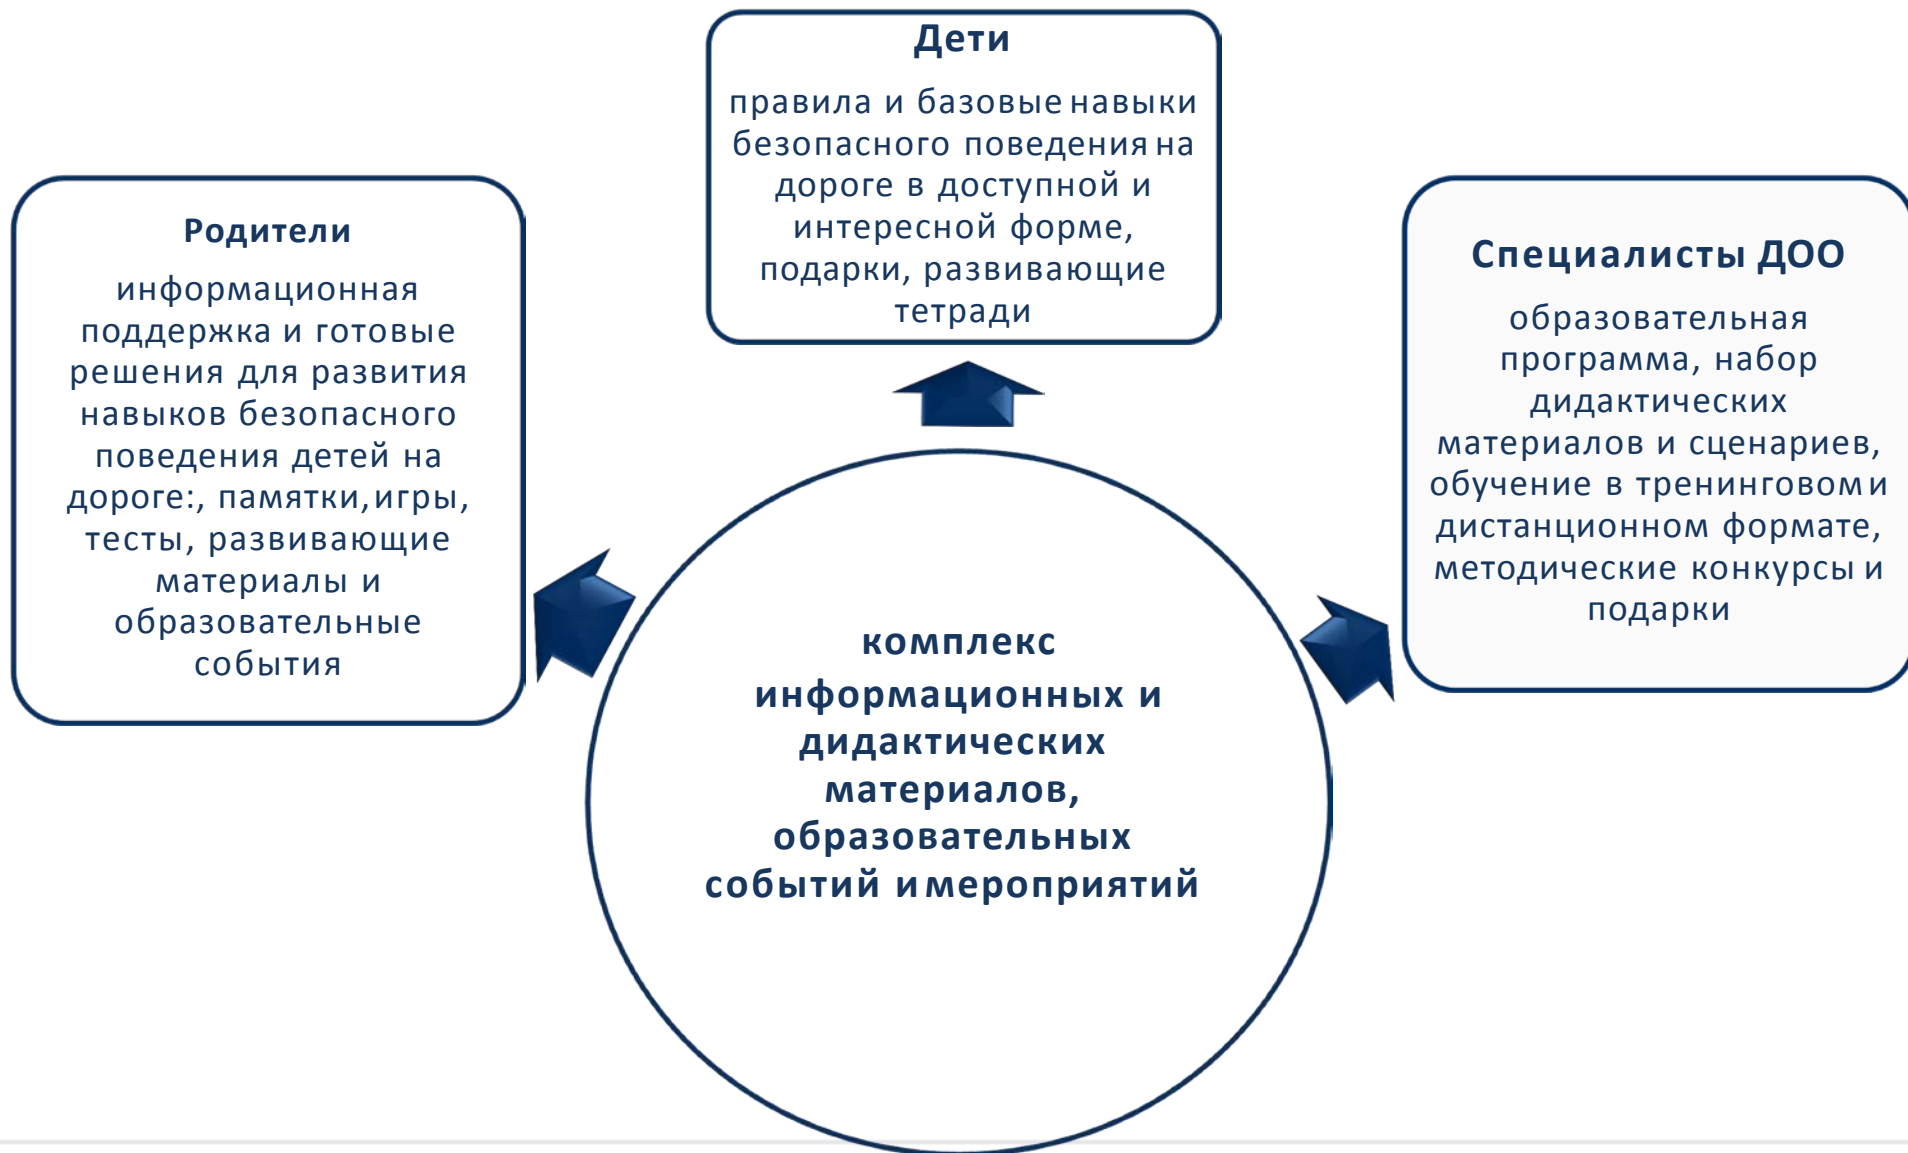 Дети
правила и базовые навыки
безопасного поведения на
дороге в доступной и
интересной форме,
подарки, развивающие
тетради
Родители
информационная
поддержка и готовые
решения для развития
навыков безопасного
поведения детей на
дороге:, памятки,игры,
тесты, развивающие
материалы и
образовательные
события
Специалисты ДОО
образовательная
программа, набор
дидактических
материалов и сценариев,
обучение в тренинговом и
дистанционном формате,
методические конкурсы и
подарки
комплекс
информационных и
дидактических
материалов,
образовательных
событий и мероприятий